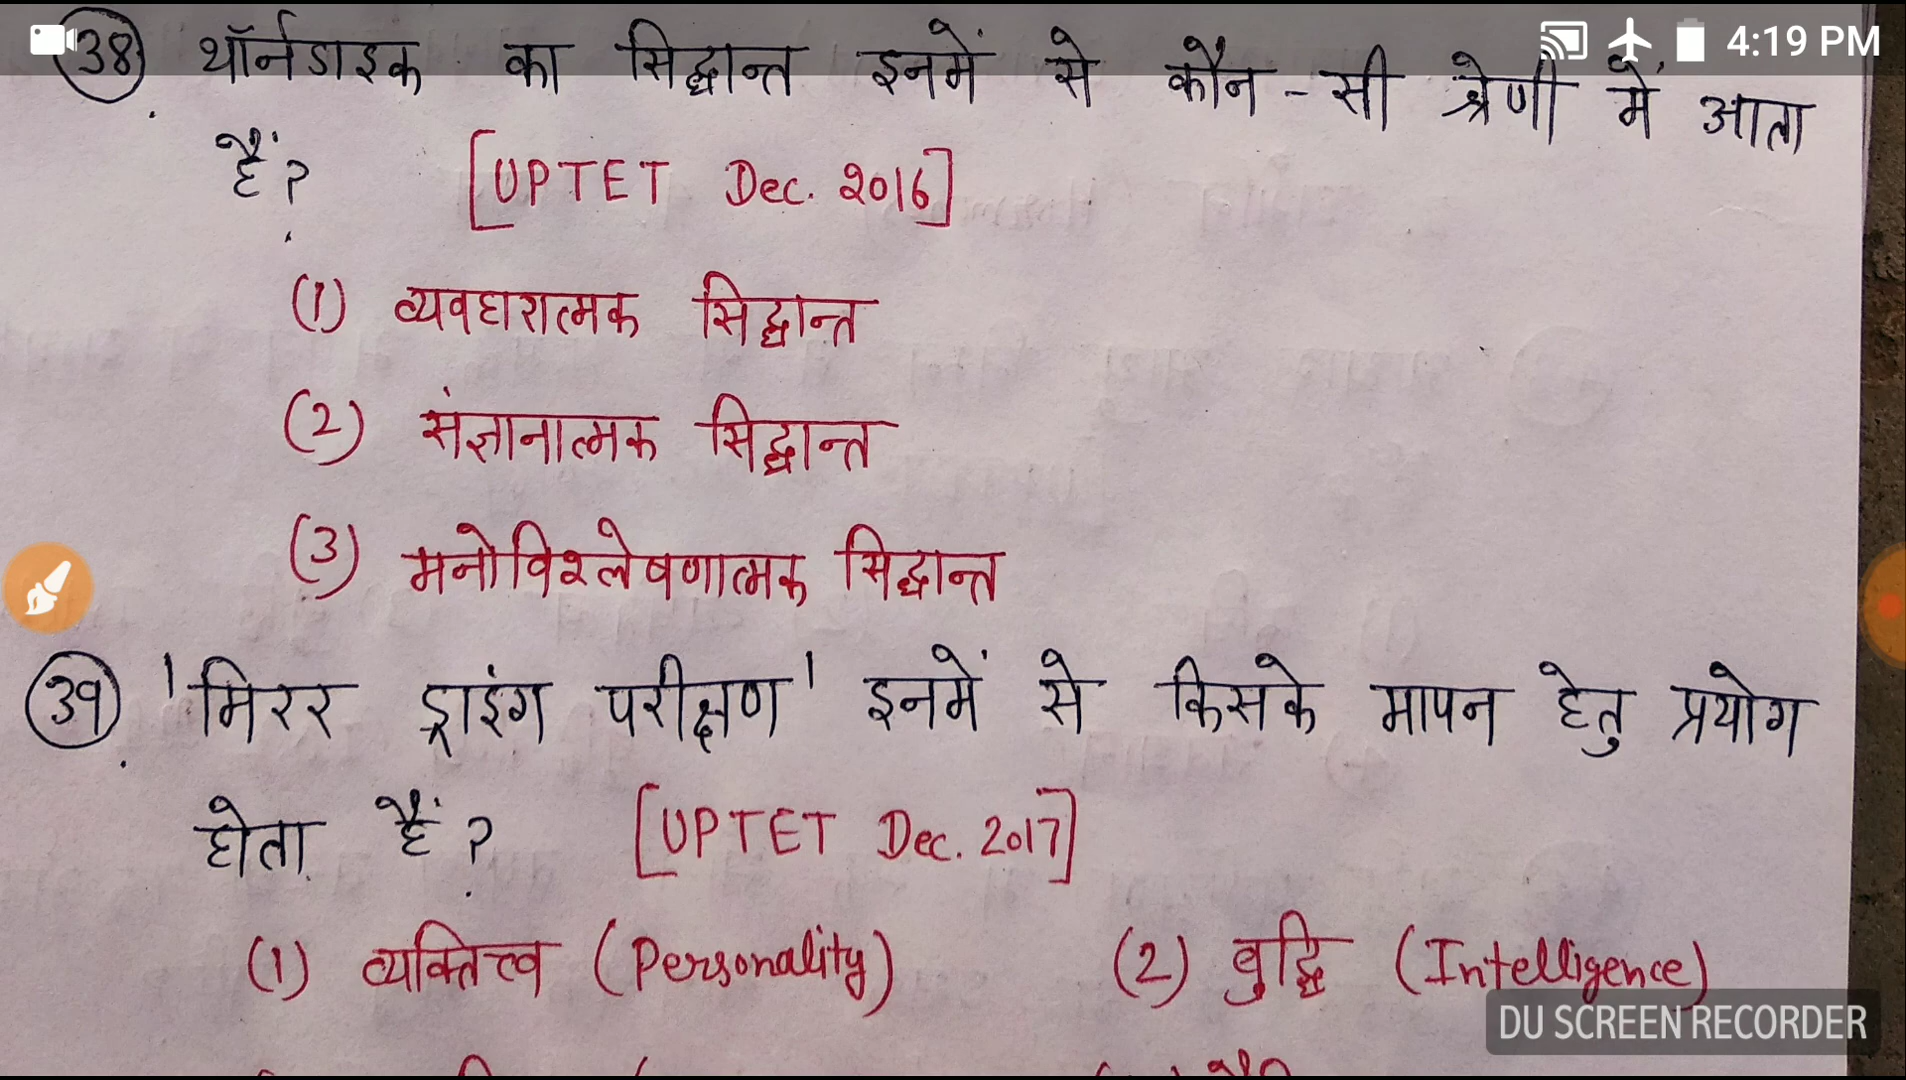 4:19 PM
(38) थॉर्नडाइक का सिद्धान्त इनमें से कौन-सी श्रेणी में आता
हैं?    [UPTET Dec. 2016]
(1) व्यवहारात्मक सिद्धान्त
(2) संज्ञानात्मक सिद्धान्त
(3) मनोविश्लेषणात्मक सिद्धान्त
(39) 'मिरर ड्राइंग परीक्षण' इनमें से किसके मापन हेतु प्रयोग
होता हैं?    [UPTET Dec. 2017]
(1) व्यक्तित्व (Personality)    (2) बुद्धि (Intelligence)
DU SCREEN RECORDER